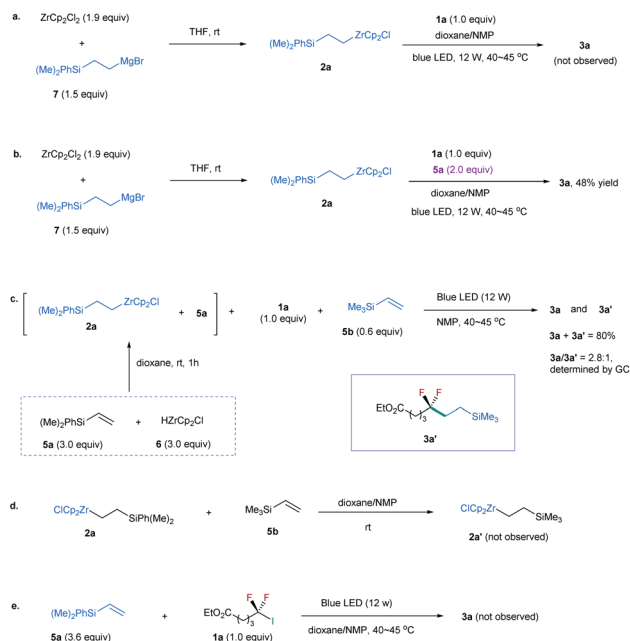 a.
ZrCp2Cl2 (1.9 equiv)
+
(Me)2PhSi MgBr
7 (1.5 equiv)
THF, rt
(Me)2PhSi ZrCp2Cl
2a
1a (1.0 equiv)
dioxane/NMP
blue LED, 12 W, 40~45 °C
3a
(not observed)
b.
ZrCp2Cl2 (1.9 equiv)
+
(Me)2PhSi MgBr
7 (1.5 equiv)
THF, rt
(Me)2PhSi ZrCp2Cl
2a
1a (1.0 equiv)
5a (2.0 equiv)
dioxane/NMP
blue LED, 12 W, 40~45 °C
3a, 48% yield
c.
(Me)2PhSi ZrCp2Cl + 5a
2a
+ 1a +
(1.0 equiv)
Me3Si
5b (0.6 equiv)
Blue LED (12 W)
NMP, 40~45 °C
3a and 3a'
3a + 3a' = 80%
3a/3a' = 2.8:1,
determined by GC
dioxane, rt, 1h
(Me)2PhSi + HZrCp2Cl
5a (3.0 equiv) 6 (3.0 equiv)
F F
EtO2C 3 SiMe3
3a'
d.
ClCp2Zr SiPh(Me)2
2a
+
Me3Si
5b
dioxane/NMP
rt
ClCp2Zr SiMe3
2a' (not observed)
e.
(Me)2PhSi
5a (3.6 equiv)
+
F F
EtO2C 3 I
1a (1.0 equiv)
Blue LED (12 w)
dioxane/NMP, 40~45 °C
3a (not observed)